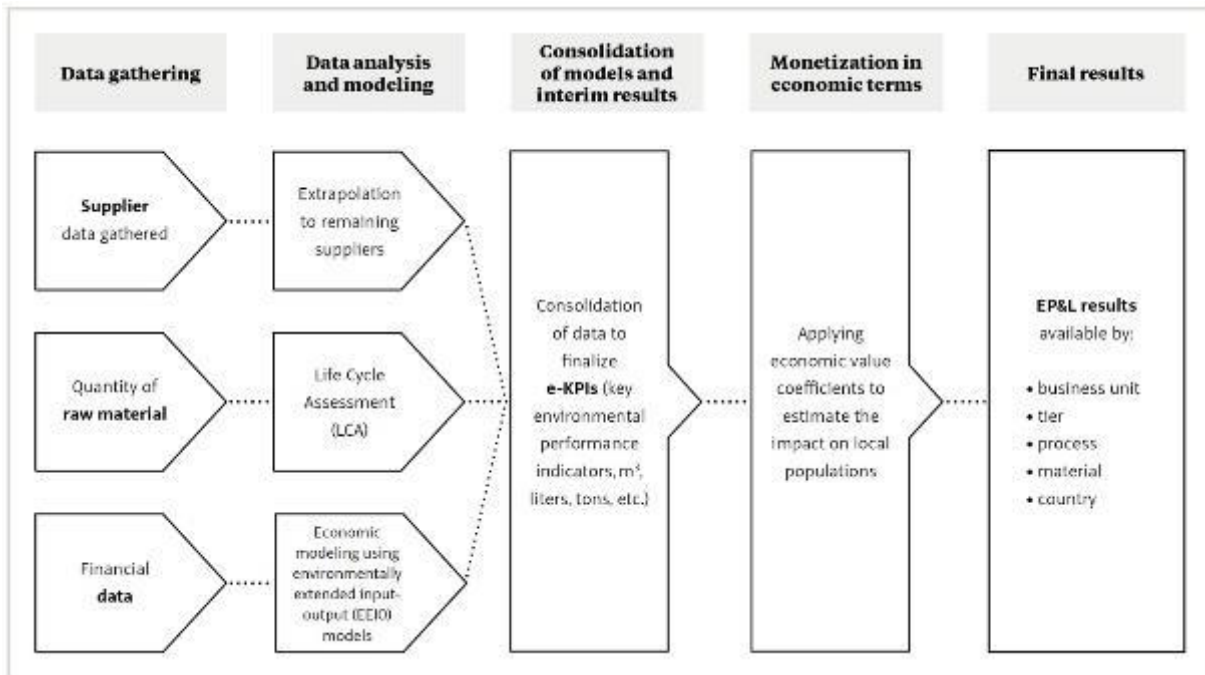 Data gathering
Data analysis
and modeling
Consolidation
of models and
interim results
Monetization in
economic terms
Final results
Supplier
data gathered
Extrapolation
to remaining
suppliers
Quantity of
raw material
Life Cycle
Assessment
(LCA)
Financial
data
Economic
modeling using
environmentally
extended input-
output (EEIO)
models
Consolidation
of data to
finalize
e-KPIs (key
environmental
performance
indicators, m³,
liters, tons, etc.)
Applying
economic value
coefficients to
estimate the
impact on local
populations
EP&L results
available by:
• business unit
• tier
• process
• material
• country